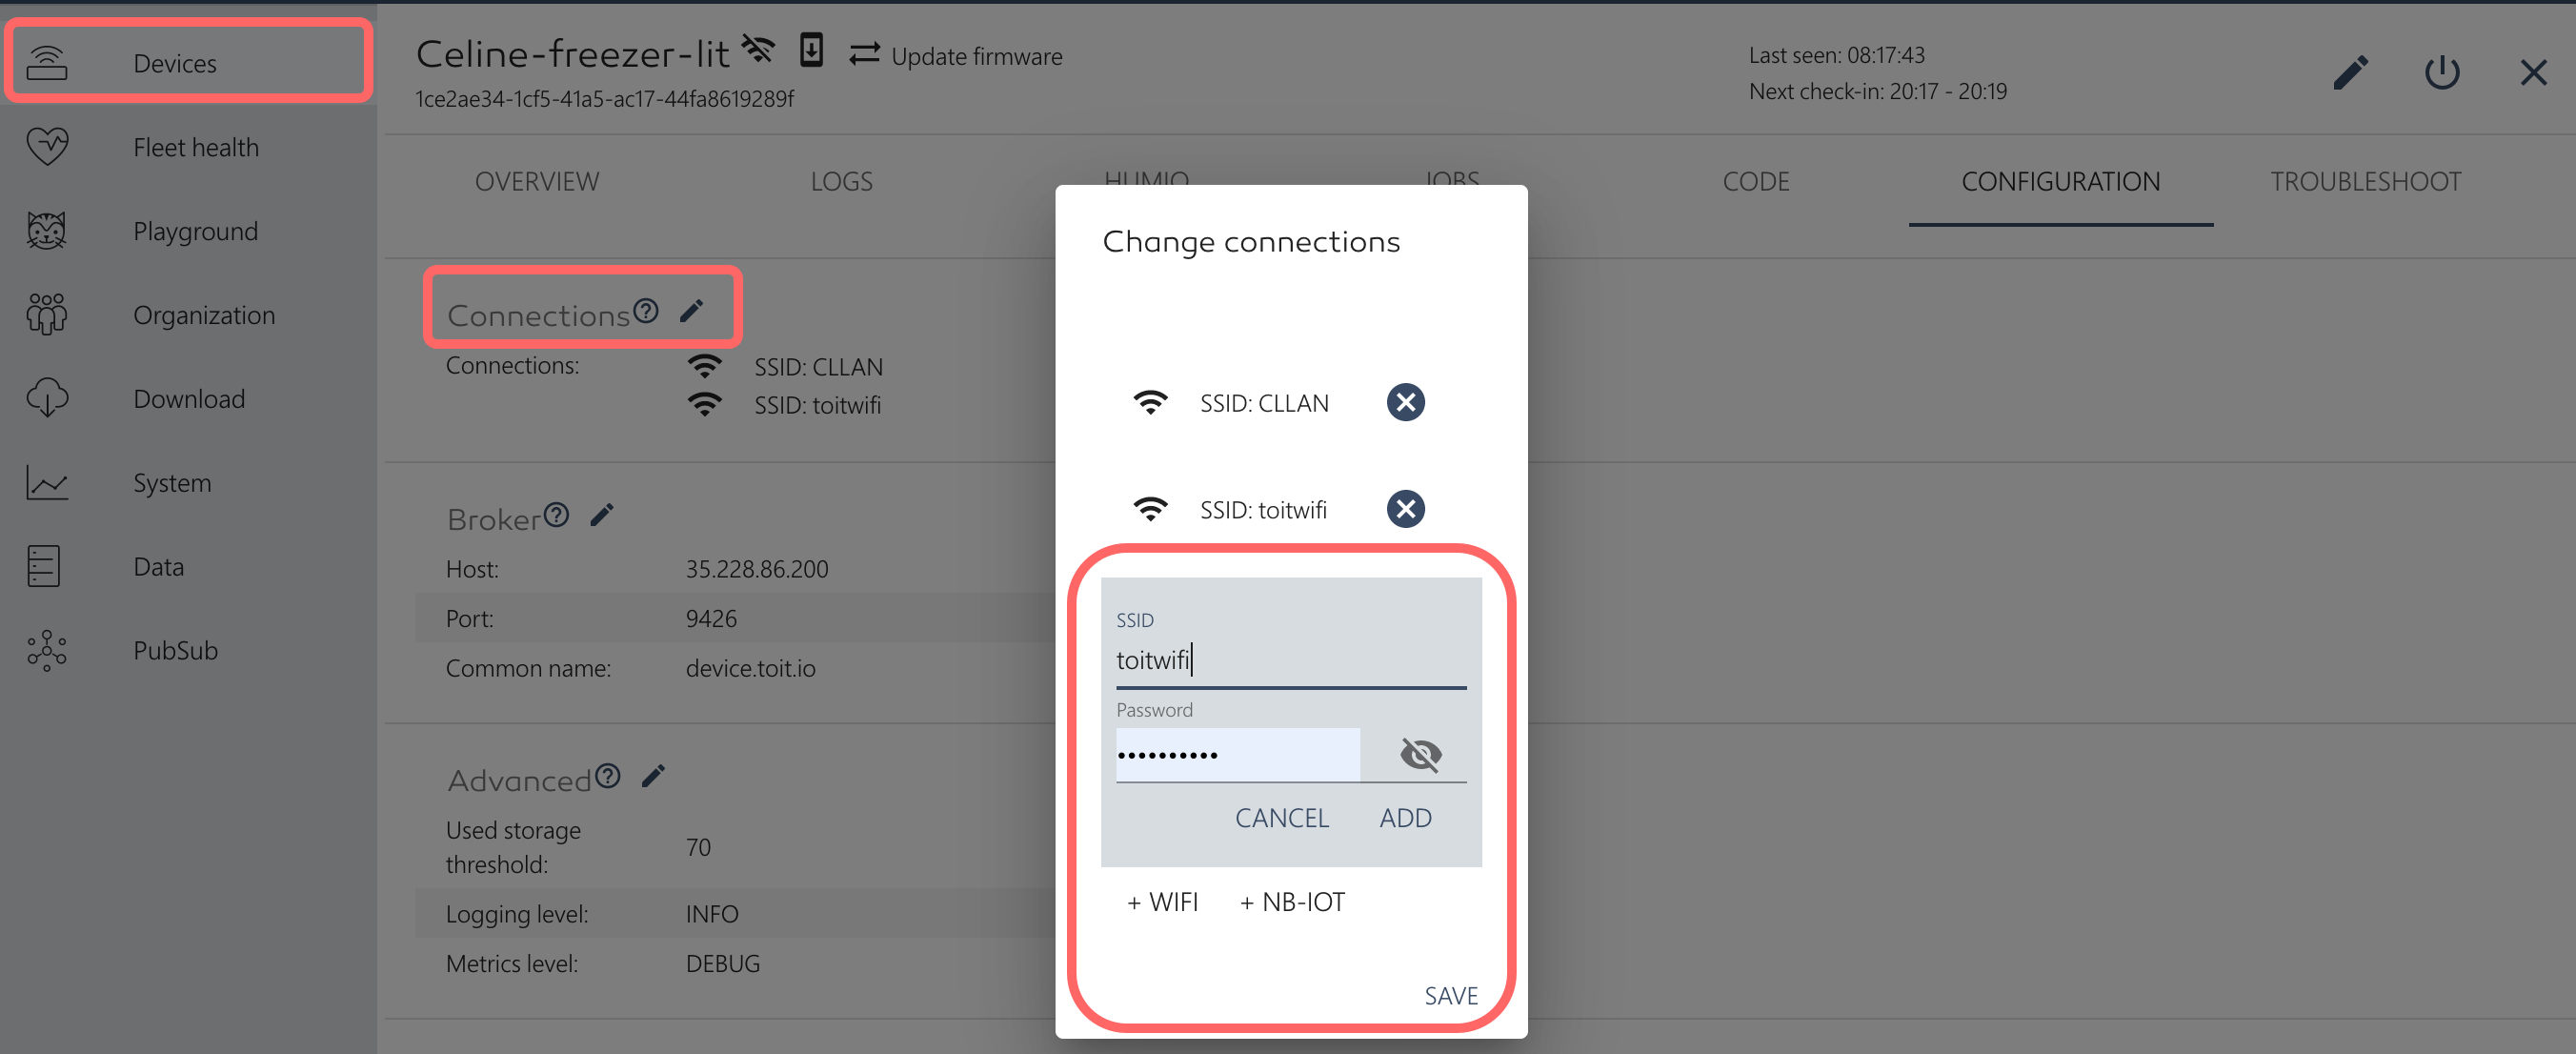 Devices
Fleet health
Playground
Organization
Download
System
Data
PubSub
Celine-freezer-lit
Update firmware
1ce2ae34-1cf5-41a5-ac17-44fa8619289f
Last seen: 08:17:43
Next check-in: 20:17 - 20:19
OVERVIEW
LOGS
HUMIO
JOBS
CODE
CONFIGURATION
TROUBLESHOOT
Connections
Connections:
SSID: CLLAN
SSID: toitwifi
Broker
Host: 35.228.86.200
Port: 9426
Common name: device.toit.io
Advanced
Used storage
threshold: 70
Logging level: INFO
Metrics level: DEBUG
Change connections
SSID: CLLAN
SSID: toitwifi
SSID
toitwifi
Password
••••••••••
CANCEL ADD
+ WIFI + NB-IOT
SAVE